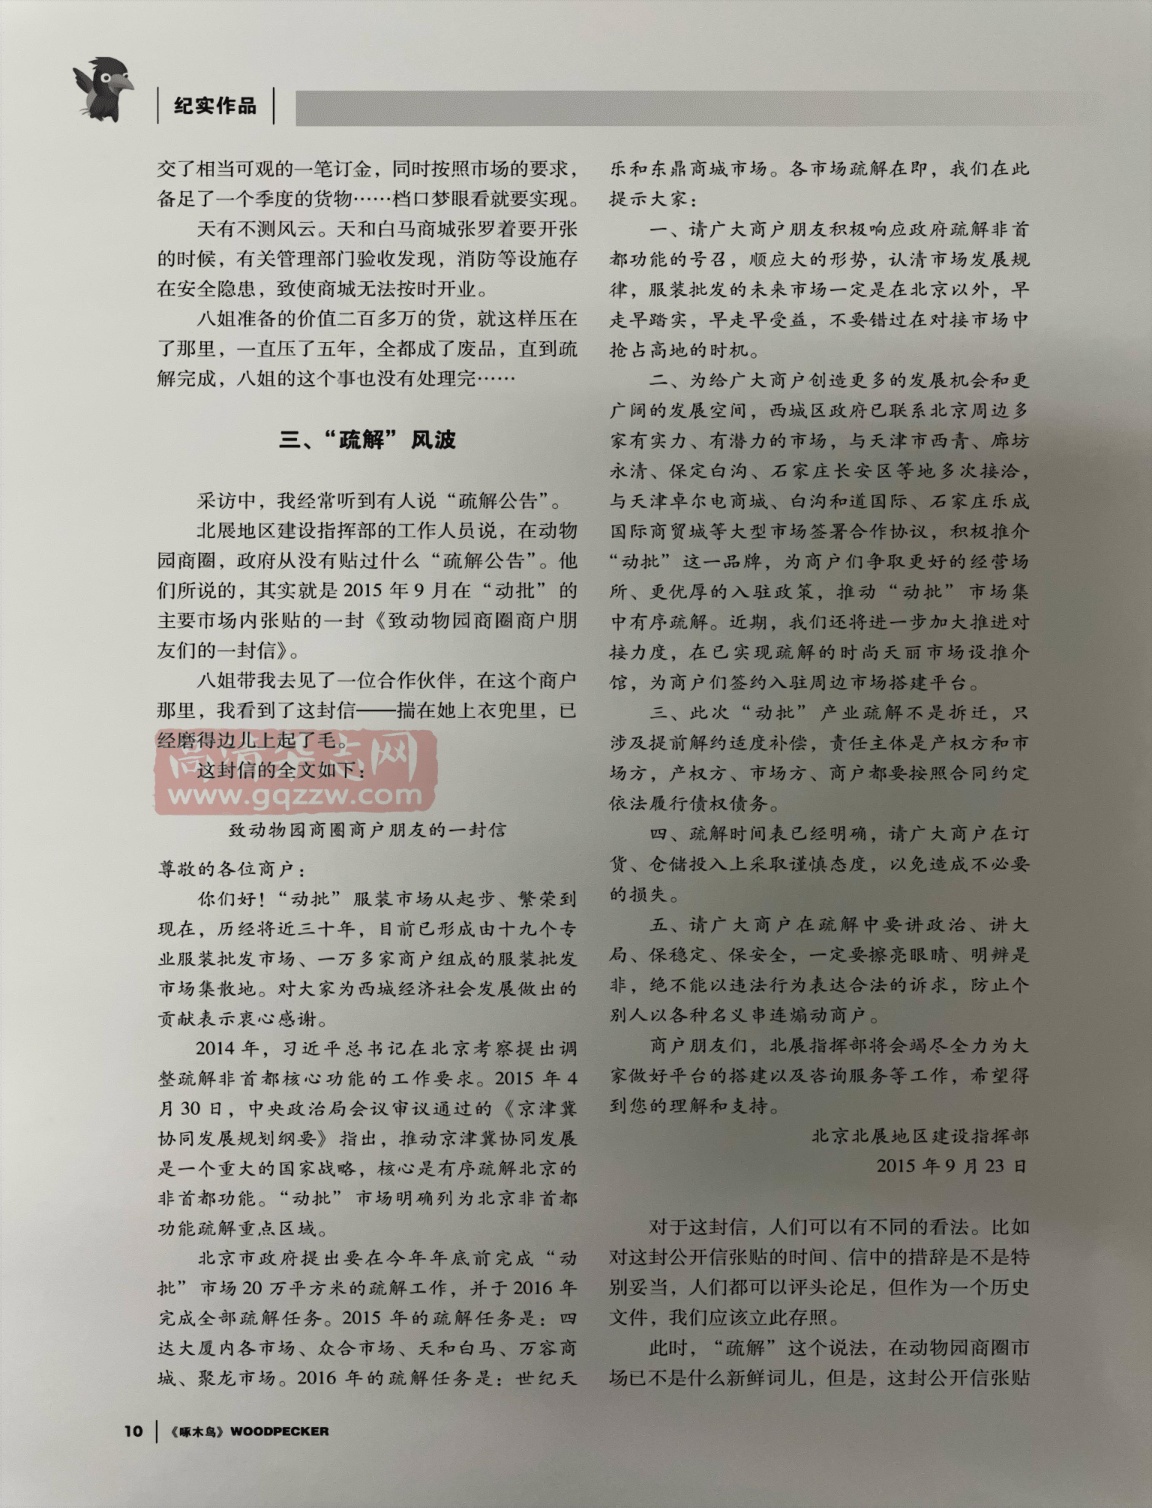 纪实作品
交了相当可观的一笔订金，同时按照市场的要求，
备足了一个季度的货物……档口梦眼看就要实现。
天有不测风云。天和白马商城张罗着要开张
的时候，有关管理部门验收发现，消防等设施存
在安全隐患，致使商城无法按时开业。
八姐准备的价值二百多万的货，就这样压在
了那里，一直压了五年，全都成了废品，直到疏
解完成，八姐的这个事也没有处理完……
三、“疏解”风波
采访中，我经常听到有人说“疏解公告”。
北展地区建设指挥部的工作人员说，在动物
园商圈，政府从没有贴过什么“疏解公告”。他
们所说的，其实就是 2015 年 9 月在“动批”的
主要市场内张贴的一封《致动物园商圈商户朋
友们的一封信》。
八姐带我去见了一位合作伙伴，在这个商户
那里，我看到了这封信——揣在她上衣兜里，已
经磨得边儿上起了毛。
这封信的全文如下：
高清杂志网
www.gqzzw.com
致动物园商圈商户朋友的一封信
尊敬的各位商户：
你们好！“动批”服装市场从起步、繁荣到
现在，历经将近三十年，目前已形成由十九个专
业服装批发市场、一万多家商户组成的服装批发
市场集散地。对大家为西城经济社会发展做出的
贡献表示衷心感谢。
2014 年，习近平总书记在北京考察提出调
整疏解非首都核心功能的工作要求。2015 年 4
月 30 日，中央政治局会议审议通过的《京津冀
协同发展规划纲要》指出，推动京津冀协同发展
是一个重大的国家战略，核心是有序疏解北京的
非首都功能。“动批”市场明确列为北京非首都
功能疏解重点区域。
北京市政府提出要在今年年底前完成“动
批”市场 20 万平方米的疏解工作，并于 2016 年
完成全部疏解任务。2015 年的疏解任务是：四
达大厦内各市场、众合市场、天和白马、万容商
城、聚龙市场。2016 年的疏解任务是：世纪天
乐和东鼎商城市场。各市场疏解在即，我们在此
提示大家：
一、请广大商户朋友积极响应政府疏解非首
都功能的号召，顺应大的形势，认清市场发展规
律，服装批发的未来市场一定是在北京以外，早
走早踏实，早走早受益，不要错过在对接市场中
抢占高地的时机。
二、为给广大商户创造更多的发展机会和更
广阔的发展空间，西城区政府已联系北京周边多
家有实力、有潜力的市场，与天津市西青、廊坊
永清、保定白沟、石家庄长安区等地多次接洽，
与天津卓尔电商城、白沟和道国际、石家庄乐成
国际商贸城等大型市场签署合作协议，积极推介
“动批”这一品牌，为商户们争取更好的经营场
所、更优厚的入驻政策，推动“动批”市场集
中有序疏解。近期，我们还将进一步加大推进对
接力度，在已实现疏解的时尚天丽市场设推介
馆，为商户们签约入驻周边市场搭建平台。
三、此次“动批”产业疏解不是拆迁，只
涉及提前解约适度补偿，责任主体是产权方和市
场方，产权方、市场方、商户都要按照合同约定
依法履行债权债务。
四、疏解时间表已经明确，请广大商户在订
货、仓储投入上采取谨慎态度，以免造成不必要
的损失。
五、请广大商户在疏解中要讲政治、讲大
局、保稳定、保安全，一定要擦亮眼睛、明辨是
非，绝不能以违法行为表达合法的诉求，防止个
别人以各种名义串连煽动商户。
商户朋友们，北展指挥部将会竭尽全力为大
家做好平台的搭建以及咨询服务等工作，希望得
到您的理解和支持。
北京北展地区建设指挥部
2015 年 9 月 23 日
对于这封信，人们可以有不同的看法。比如
对这封公开信张贴的时间、信中的措辞是不是特
别妥当，人们都可以评头论足，但作为一个历史
文件，我们应该立此存照。
此时，“疏解”这个说法，在动物园商圈市
场已不是什么新鲜词儿，但是，这封公开信张贴
10 《啄木鸟》WOODPECKER